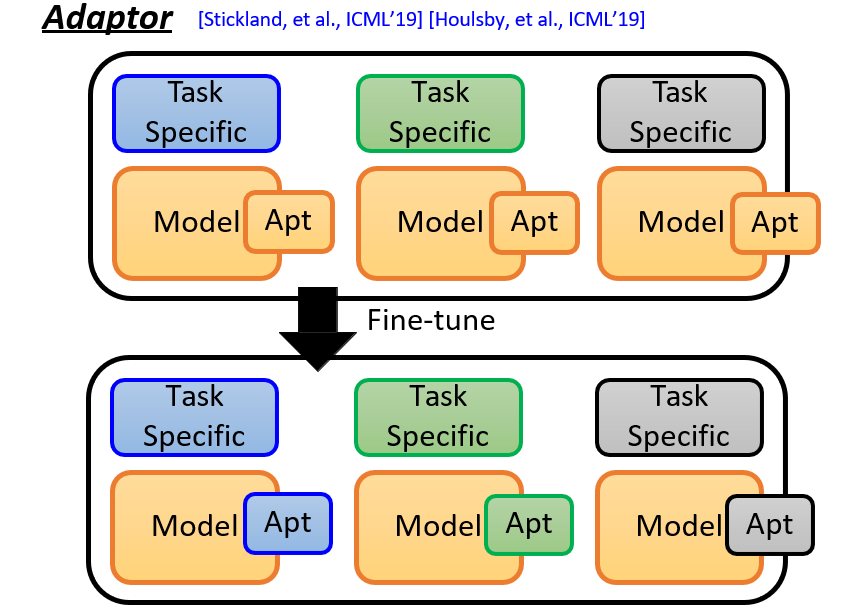 Adaptor [Stickland, et al., ICML’19] [Houlsby, et al., ICML’19]
Task
Specific
Task
Specific
Task
Specific
Model
Apt
Model
Apt
Model
Apt
Fine-tune
Task
Specific
Task
Specific
Task
Specific
Model
Apt
Model
Apt
Model
Apt